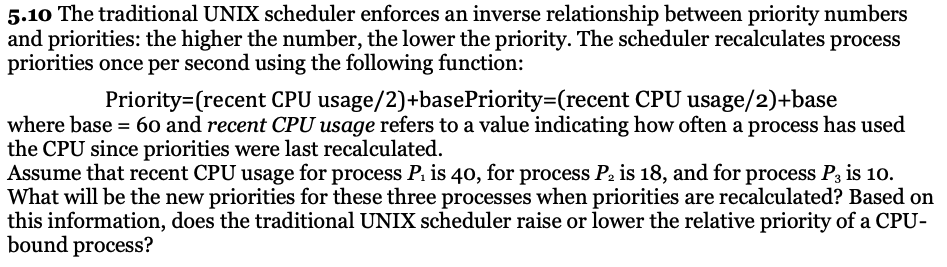 5.10 The traditional UNIX scheduler enforces an inverse relationship between priority numbers
and priorities: the higher the number, the lower the priority. The scheduler recalculates process
priorities once per second using the following function:
Priority=(recent CPU usage/2)+basePriority=(recent CPU usage/2)+base
where base = 60 and recent CPU usage refers to a value indicating how often a process has used
the CPU since priorities were last recalculated.
Assume that recent CPU usage for process P₁ is 40, for process P₂ is 18, and for process P₃ is 10.
What will be the new priorities for these three processes when priorities are recalculated? Based on
this information, does the traditional UNIX scheduler raise or lower the relative priority of a CPU-
bound process?